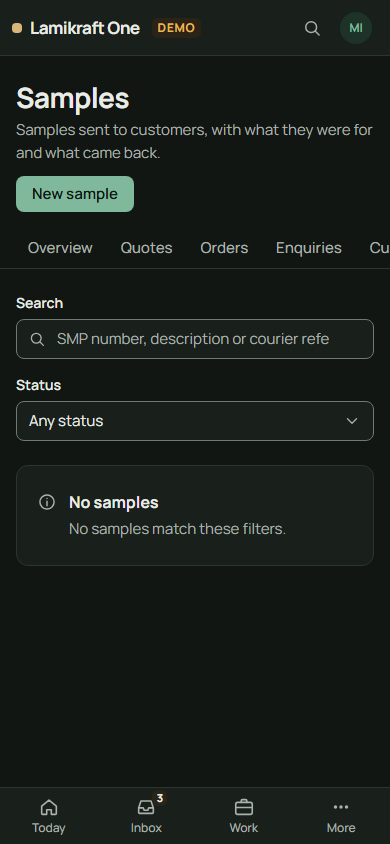 Lamikraft One DEMO MI
Samples
Samples sent to customers, with what they were for
and what came back.
New sample
Overview Quotes Orders Enquiries Cu
Search
SMP number, description or courier refe
Status
Any status
No samples
No samples match these filters.
3
Today Inbox Work More